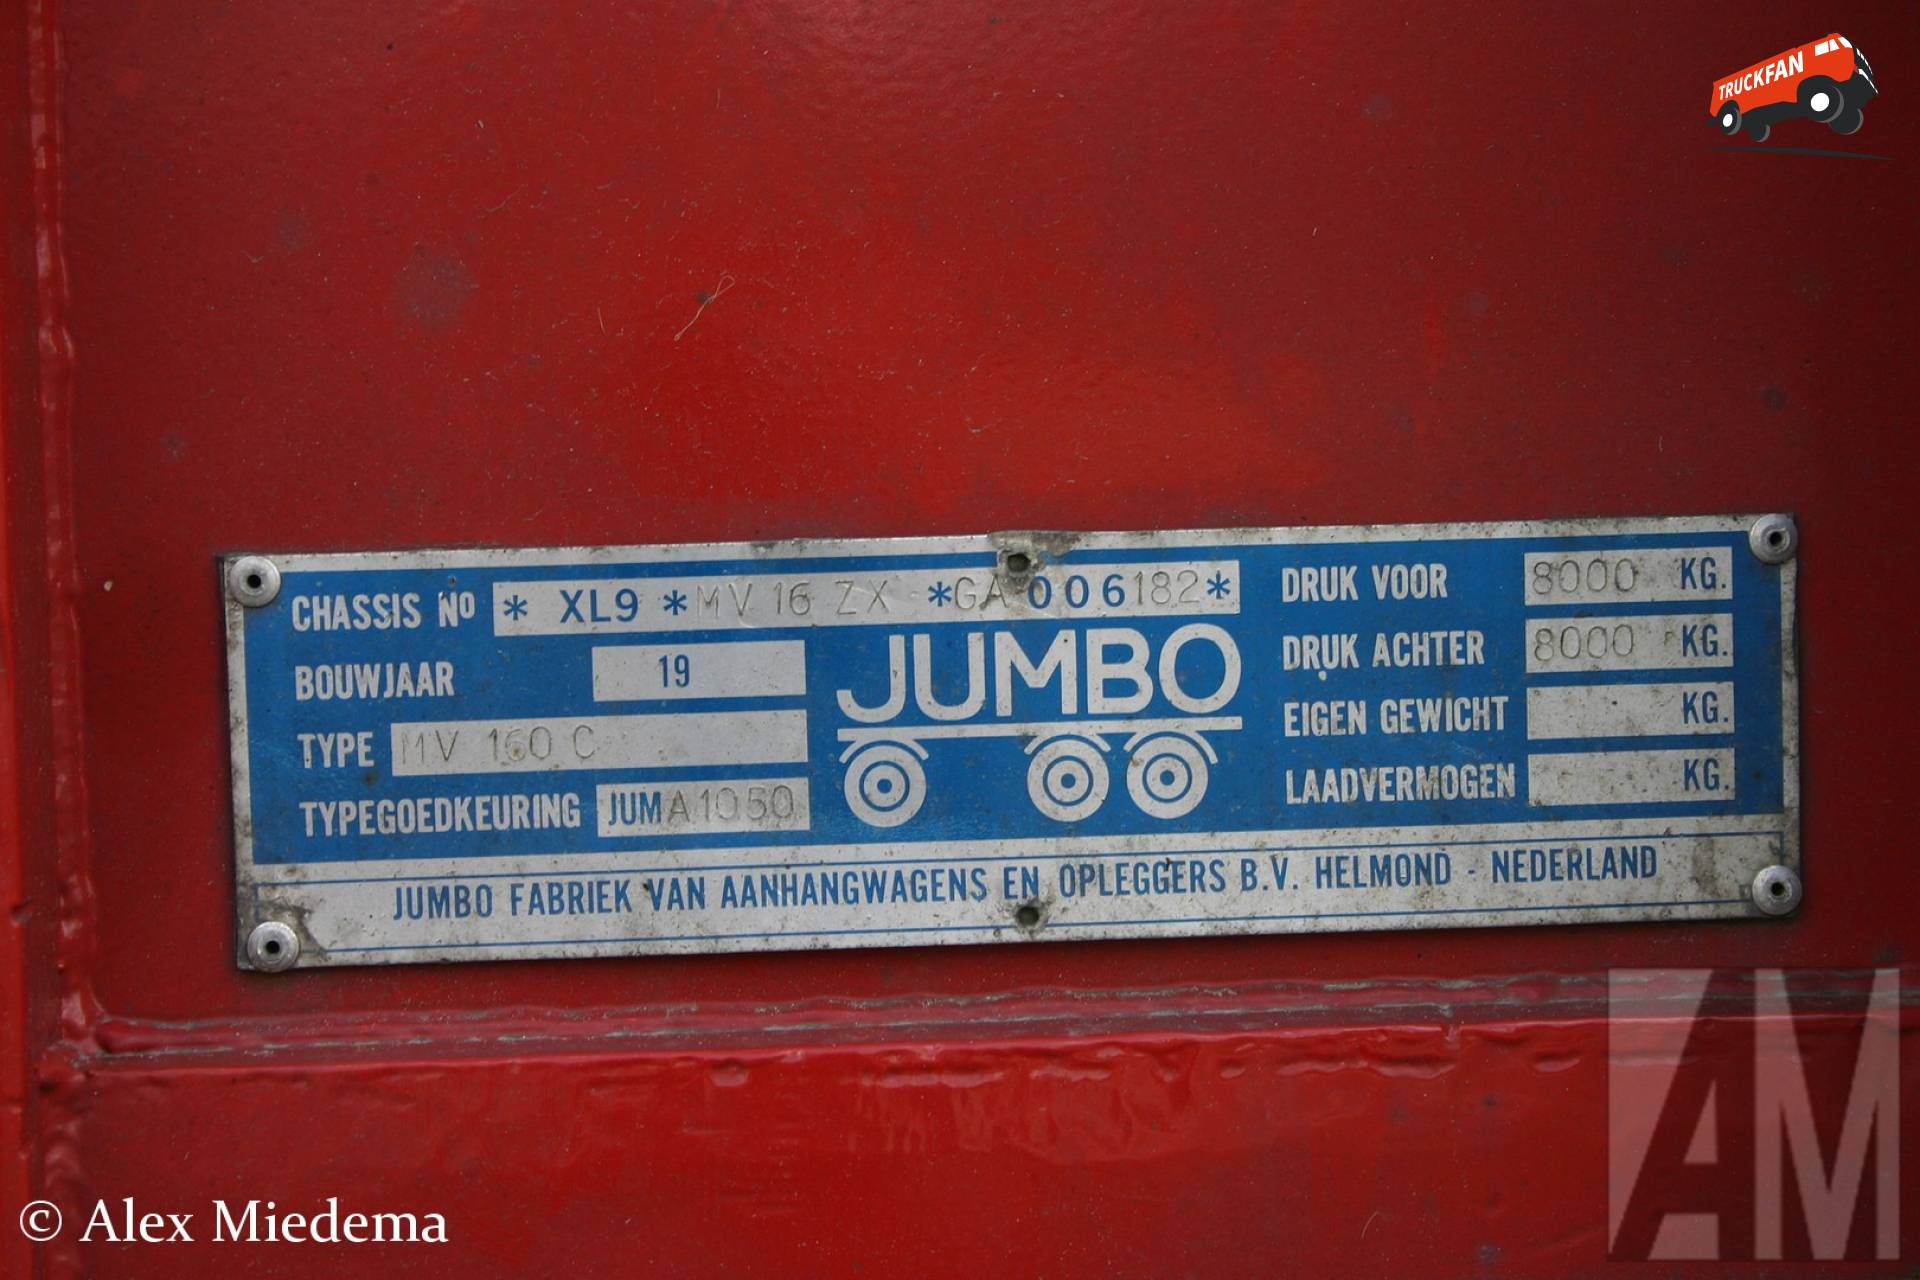 TRUCKFAN
CHASSIS No * XL9 * MV 16 ZX * GA 006182 *
BOUWJAAR 19
TYPE MV 160 C
TYPEGOEDKEURING JUM A1050
JUMBO
DRUK VOOR 8000 KG.
DRUK ACHTER 8000 KG.
EIGEN GEWICHT KG.
LAADVERMOGEN KG.
JUMBO FABRIEK VAN AANHANGWAGENS EN OPLEGGERS B.V. HELMOND - NEDERLAND
AM
© Alex Miedema